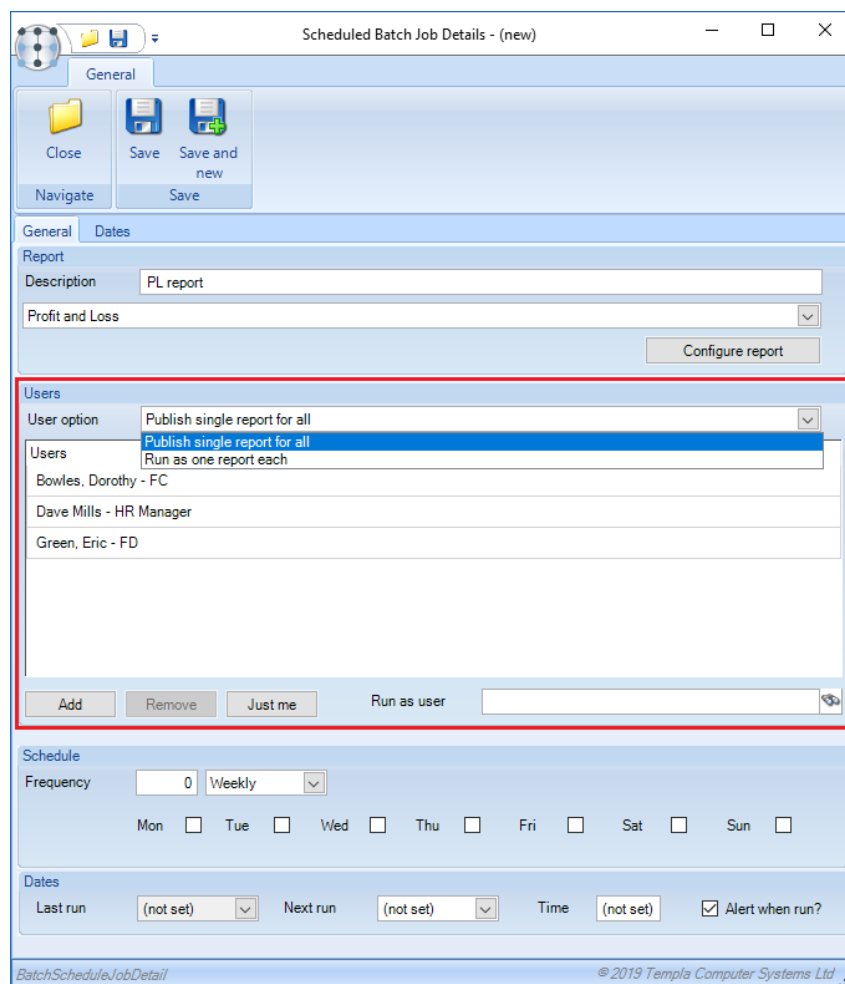 Scheduled Batch Job Details - (new)
General
Close
Save
Save and
new
Navigate
Save
General
Dates
Report
Description
PL report
Profit and Loss
Configure report
Users
User option
Publish single report for all
Publish single report for all
Run as one report each
Users
Bowles, Dorothy - FC
Dave Mills - HR Manager
Green, Eric - FD
Add
Remove
Just me
Run as user
Schedule
Frequency
0
Weekly
Mon
Tue
Wed
Thu
Fri
Sat
Sun
Dates
Last run
(not set)
Next run
(not set)
Time
(not set)
Alert when run?
BatchScheduleJobDetail
© 2019 Templa Computer Systems Ltd